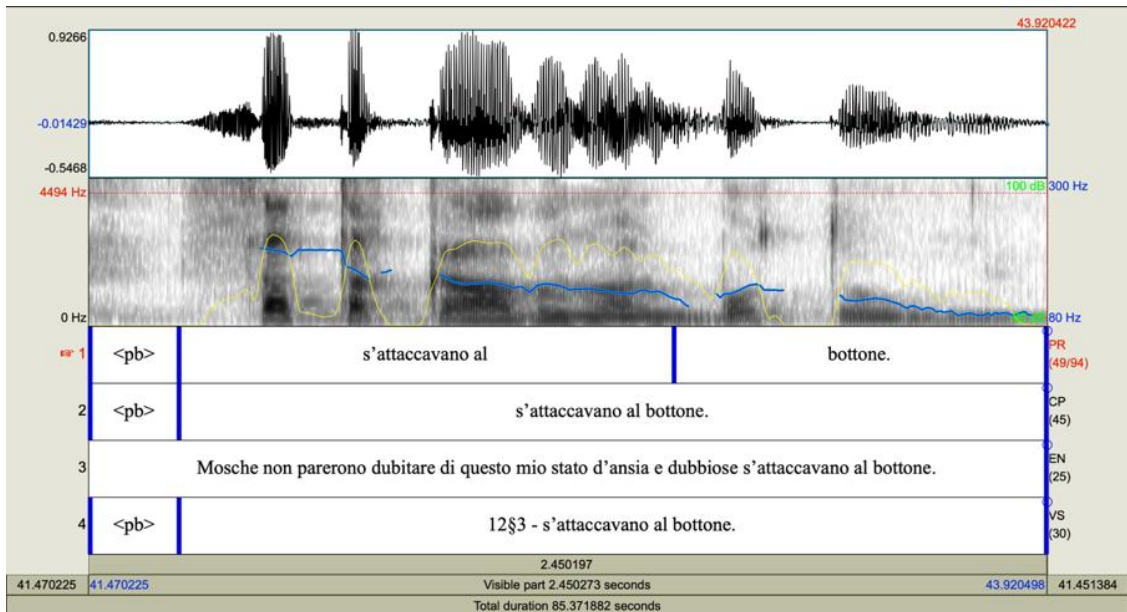 43.920422
0.9266
-0.01429
-0.5468
4494 Hz
100 dB 300 Hz
0 Hz
80 Hz
1 <pb> s’attaccavano al bottone. PR
(49/94)
2 <pb> s’attaccavano al bottone. CP
(45)
3 Mosche non parerono dubitare di questo mio stato d’ansia e dubbiose s’attaccavano al bottone. EN
(25)
4 <pb> 12§3 - s’attaccavano al bottone. VS
(30)
2.450197
41.470225 41.470225 Visible part 2.450273 seconds 43.920498 41.451384
Total duration 85.371882 seconds